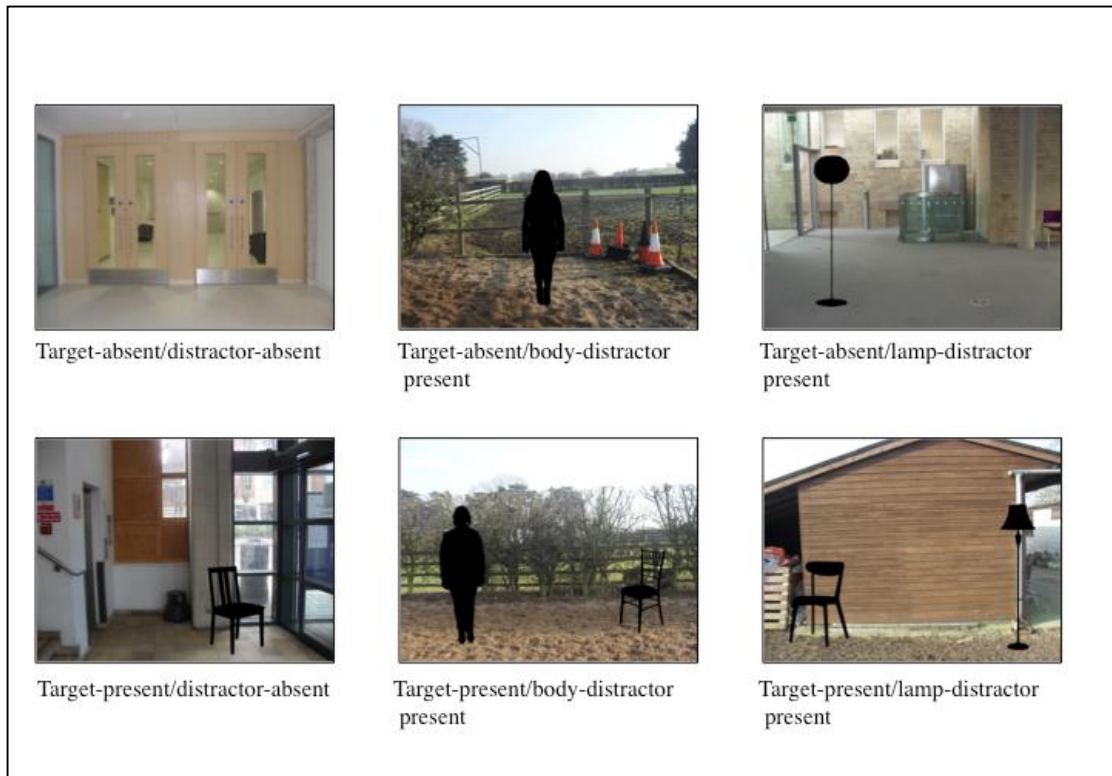 Target-absent/distractor-absent
Target-absent/body-distractor
present
Target-absent/lamp-distractor
present
Target-present/distractor-absent
Target-present/body-distractor
present
Target-present/lamp-distractor
present